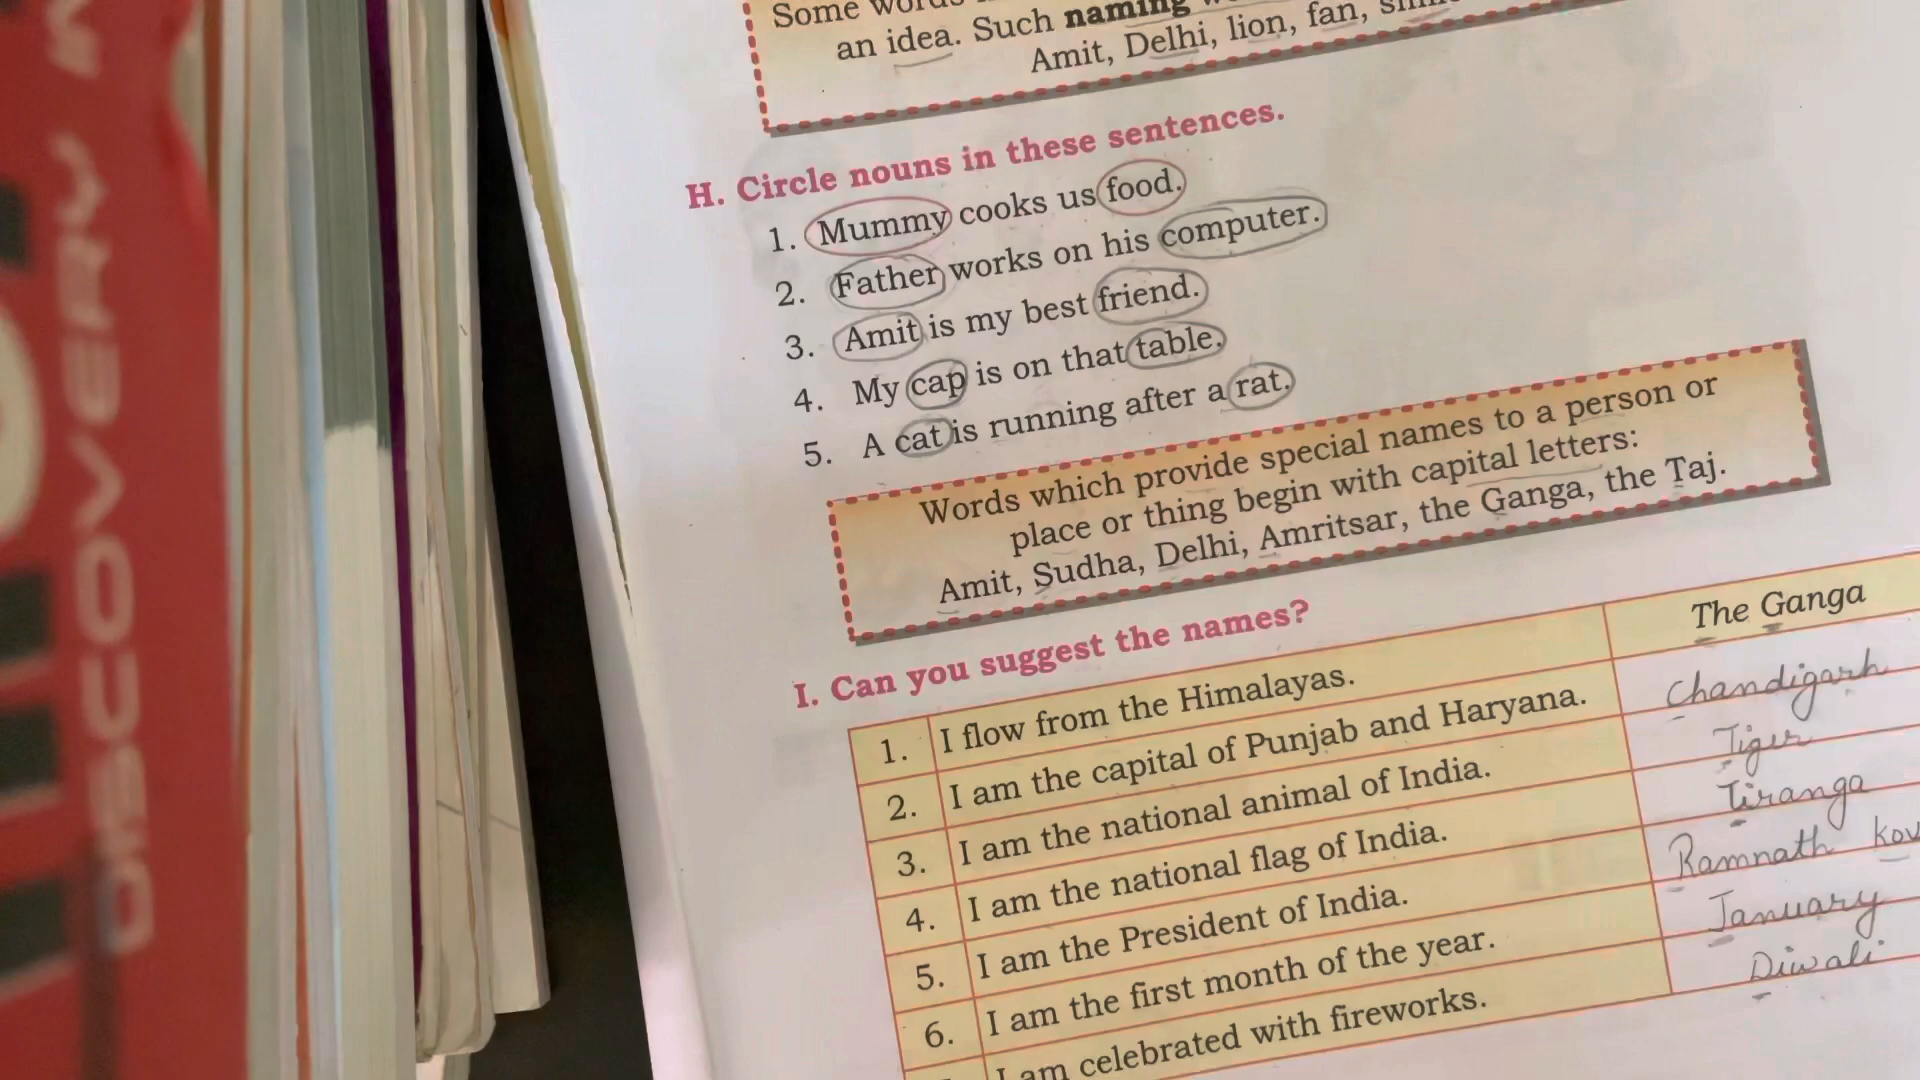 Some
an idea. Such naming
Amit, Delhi, lion, fan,
H. Circle nouns in these sentences.
1. Mummy cooks us food.
2. Father works on his computer.
3. Amit is my best friend.
4. My cap is on that table.
5. A cat is running after a rat.
Words which provide special names to a person or
place or thing begin with capital letters:
Amit, Sudha, Delhi, Amritsar, the Ganga, the Taj.
I. Can you suggest the names?
1. I flow from the Himalayas. The Ganga
2. I am the capital of Punjab and Haryana. Chandigarh
3. I am the national animal of India. Tiger
4. I am the national flag of India. Tiranga
5. I am the President of India. Ramnath Kov
6. I am the first month of the year. January
I am celebrated with fireworks. Diwali
DISCOVERY